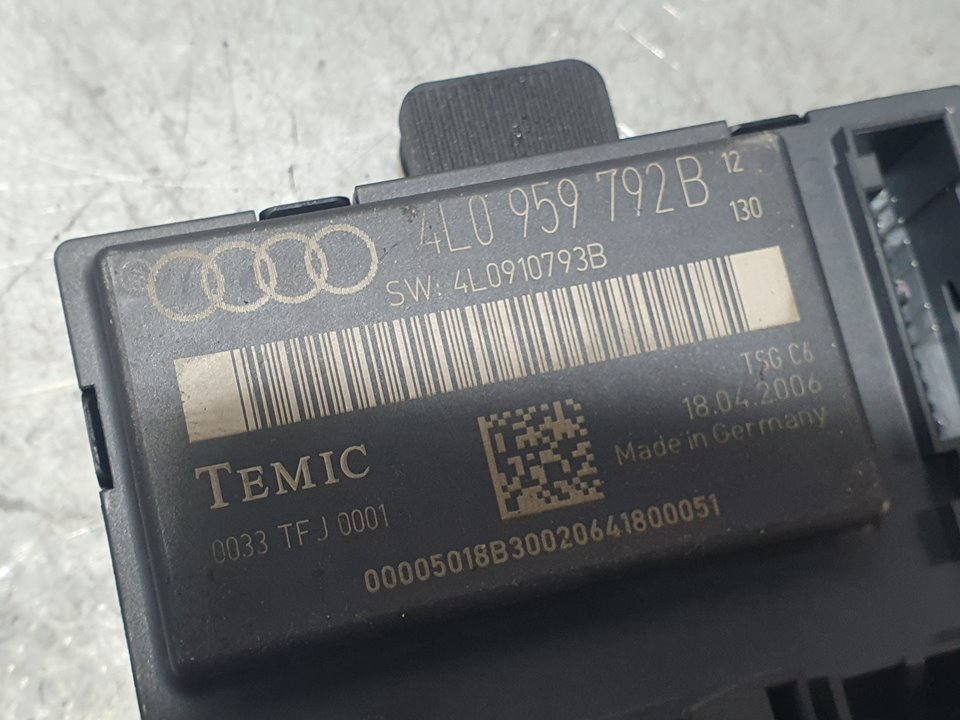 4L0 959 792B 12
130
SW: 4L0910793B
TSG C6
18.04.2006
Made in Germany
TEMIC
0033 TFJ 0001
00005018B30020641800051